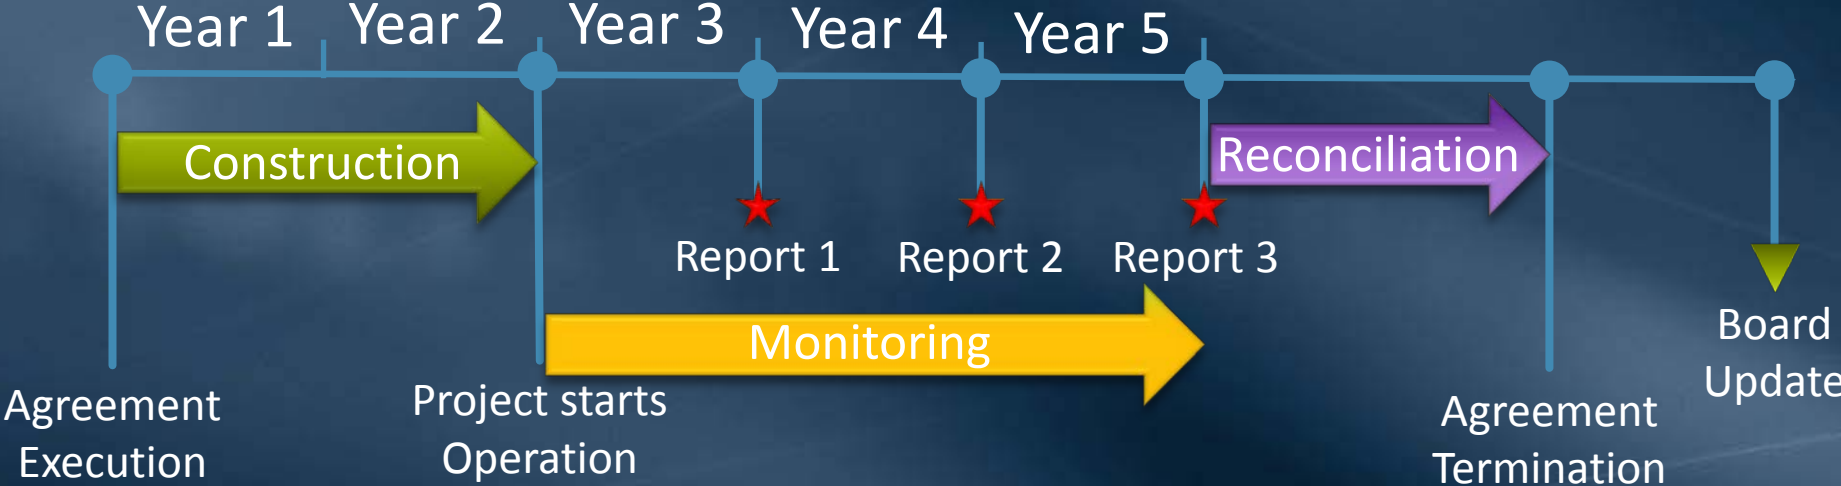 Year 1
Year 2
Year 3
Year 4
Year 5
Construction
Reconciliation
Report 1
Report 2
Report 3
Monitoring
Agreement
Execution
Project starts
Operation
Agreement
Termination
Board
Update